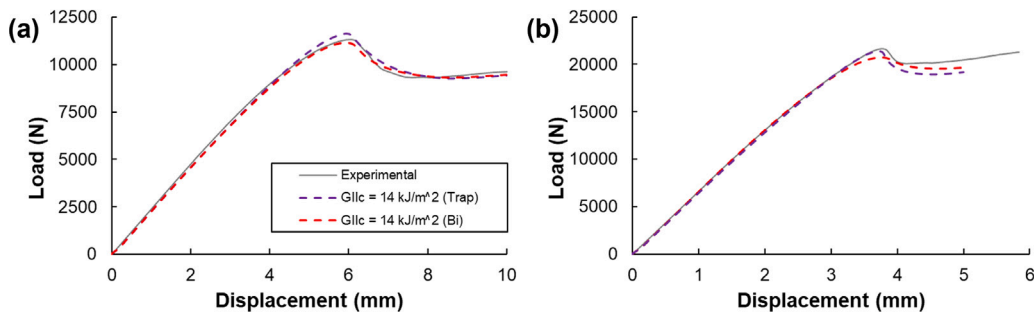 (a)
Load (N)
12500
10000
7500
5000
2500
0
0 2 4 6 8 10
Displacement (mm)
Experimental
GIIc = 14 kJ/m^2 (Trap)
GIIc = 14 kJ/m^2 (Bi)
(b)
Load (N)
25000
20000
15000
10000
5000
0
0 1 2 3 4 5 6
Displacement (mm)